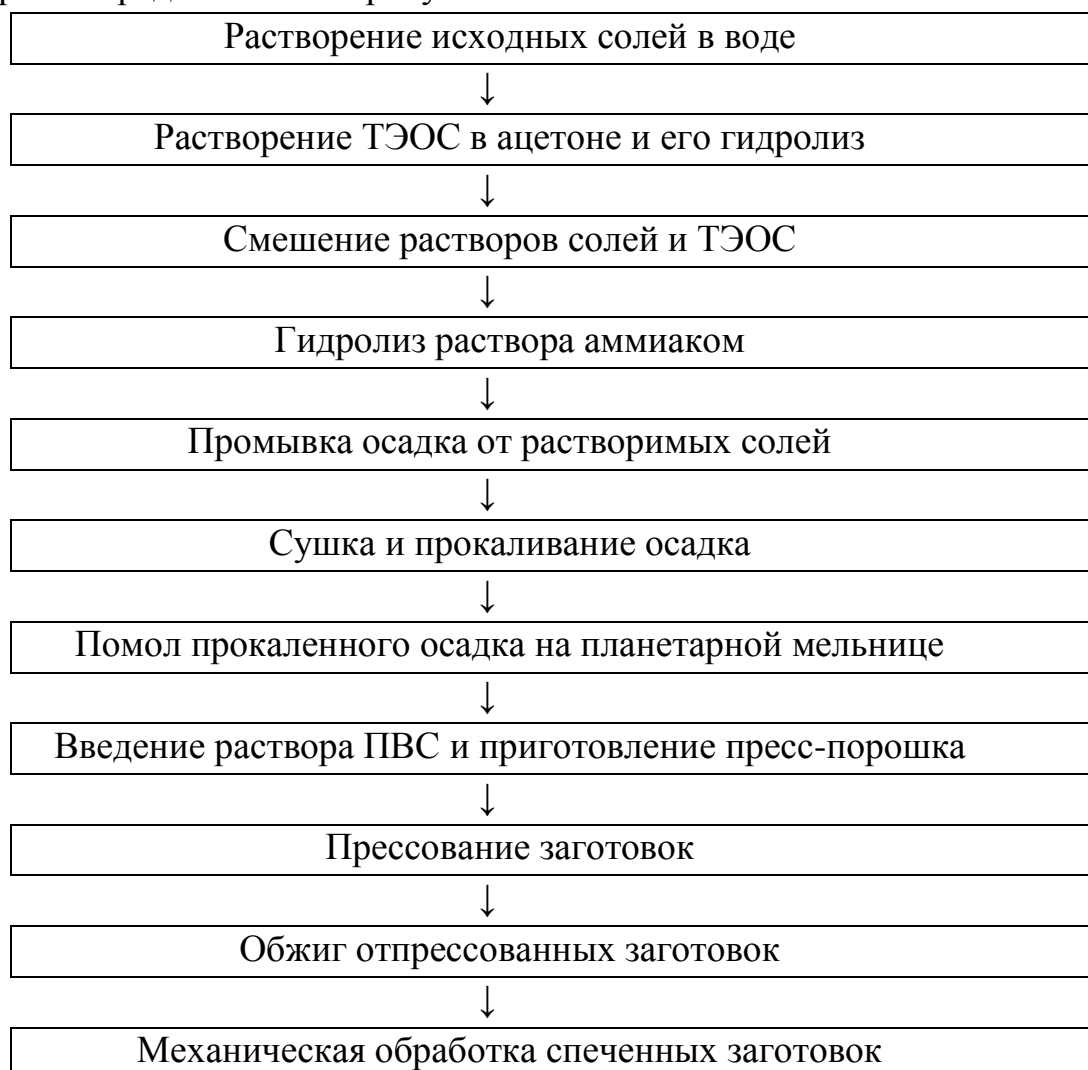 Растворение исходных солей в воде
↓
Растворение ТЭОС в ацетоне и его гидролиз
↓
Смешение растворов солей и ТЭОС
↓
Гидролиз раствора аммиаком
↓
Промывка осадка от растворимых солей
↓
Сушка и прокаливание осадка
↓
Помол прокаленного осадка на планетарной мельнице
↓
Введение раствора ПВС и приготовление пресс-порошка
↓
Прессование заготовок
↓
Обжиг отпрессованных заготовок
↓
Механическая обработка спеченных заготовок